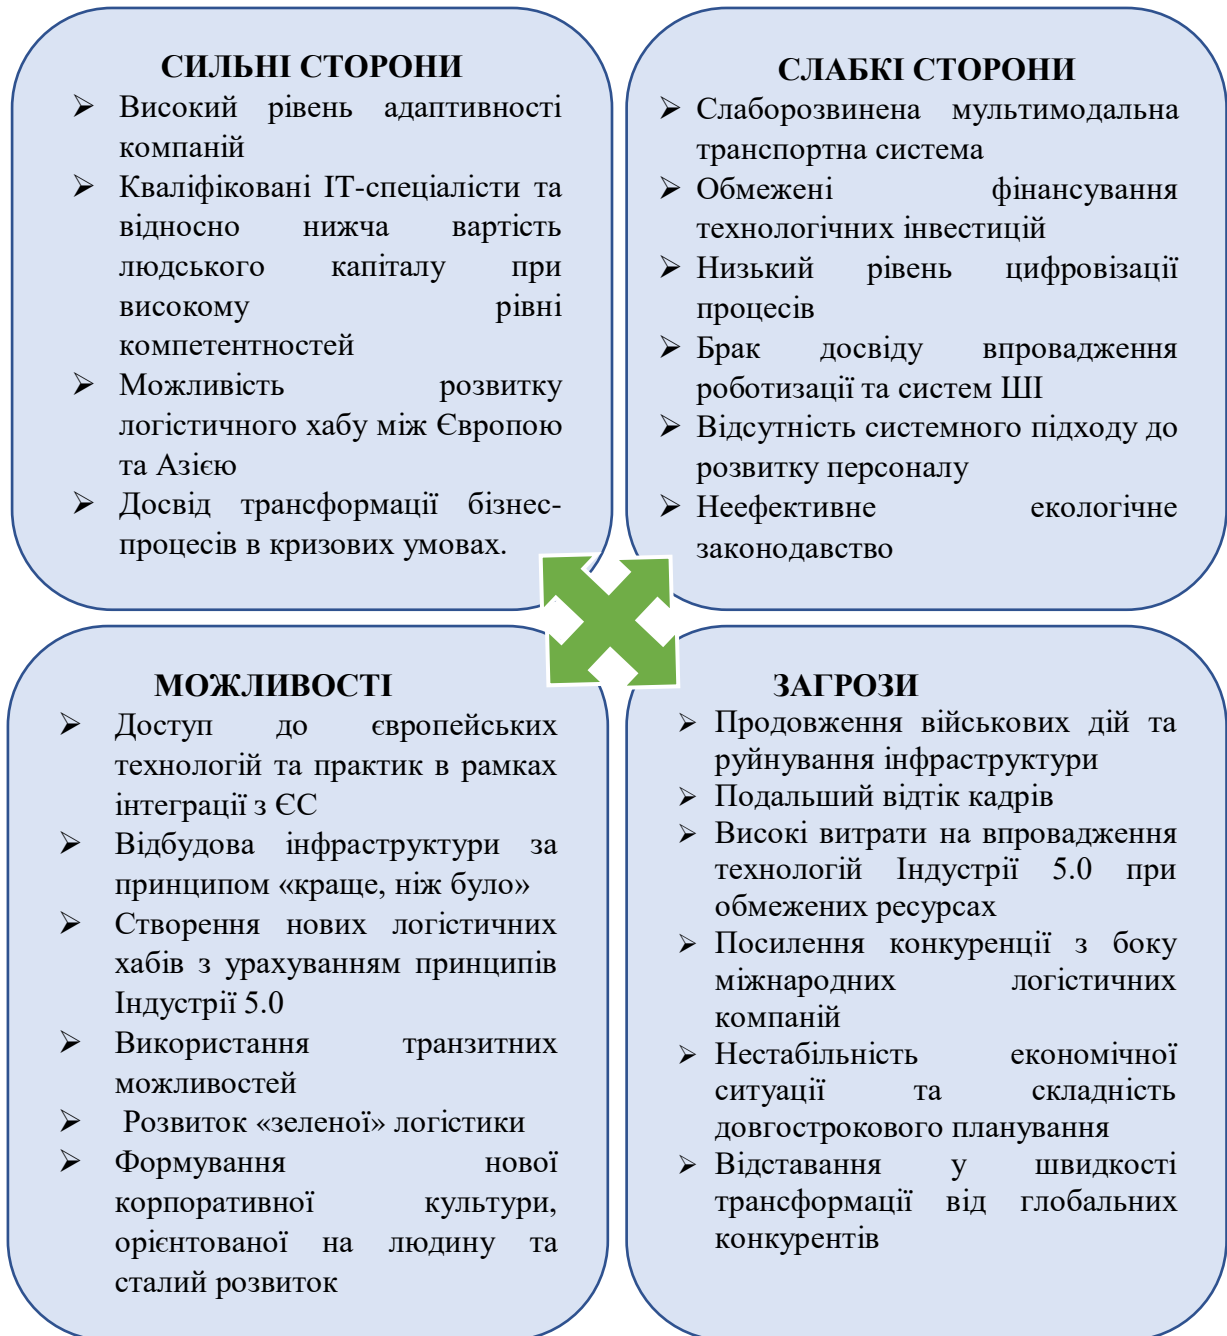 СИЛЬНІ СТОРОНИ
➢ Високий рівень адаптивності
компаній
➢ Кваліфіковані ІТ-спеціалісти та
відносно нижча вартість
людського капіталу при
високому рівні
компетентностей
➢ Можливість розвитку
логістичного хабу між Європою
та Азією
➢ Досвід трансформації бізнес-
процесів в кризових умовах.
СЛАБКІ СТОРОНИ
➢ Слаборозвинена мультимодальна
транспортна система
➢ Обмежені фінансування
технологічних інвестицій
➢ Низький рівень цифровізації
процесів
➢ Брак досвіду впровадження
роботизації та систем ШІ
➢ Відсутність системного підходу до
розвитку персоналу
➢ Неефективне екологічне
законодавство
МОЖЛИВОСТІ
➢ Доступ до європейських
технологій та практик в рамках
інтеграції з ЄС
➢ Відбудова інфраструктури за
принципом «краще, ніж було»
➢ Створення нових логістичних
хабів з урахуванням принципів
Індустрії 5.0
➢ Використання транзитних
можливостей
➢ Розвиток «зеленої» логістики
➢ Формування нової
корпоративної культури,
орієнтованої на людину та
сталий розвиток
ЗАГРОЗИ
➢ Продовження військових дій та
руйнування інфраструктури
➢ Подальший відтік кадрів
➢ Високі витрати на впровадження
технологій Індустрії 5.0 при
обмежених ресурсах
➢ Посилення конкуренції з боку
міжнародних логістичних
компаній
➢ Нестабільність економічної
ситуації та складність
довгострокового планування
➢ Відставання у швидкості
трансформації від глобальних
конкурентів